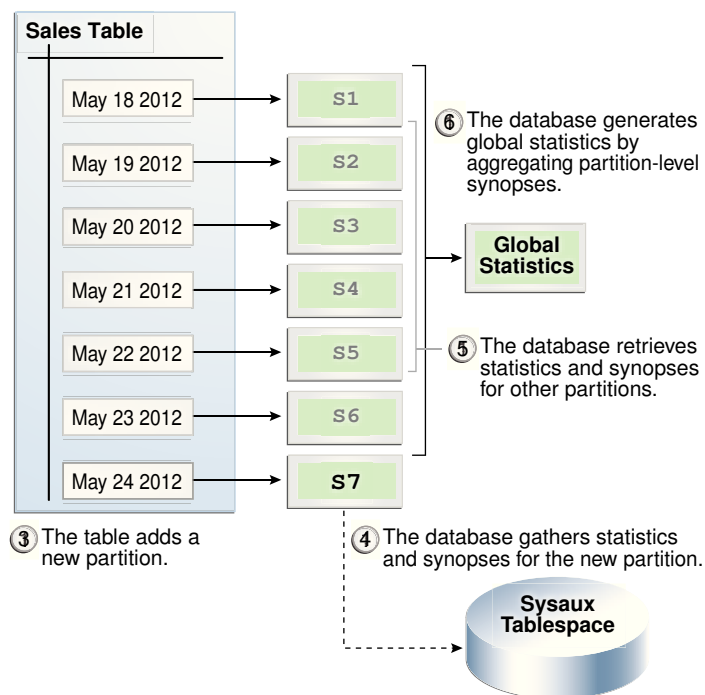 Sales Table
May 18 2012
S1
May 19 2012
S2
May 20 2012
S3
May 21 2012
S4
May 22 2012
S5
May 23 2012
S6
May 24 2012
S7
6 The database generates
global statistics by
aggregating partition-level
synopses.
Global
Statistics
5 The database retrieves
statistics and synopses
for other partitions.
3 The table adds a
new partition.
4 The database gathers statistics
and synopses for the new partition.
Sysaux
Tablespace